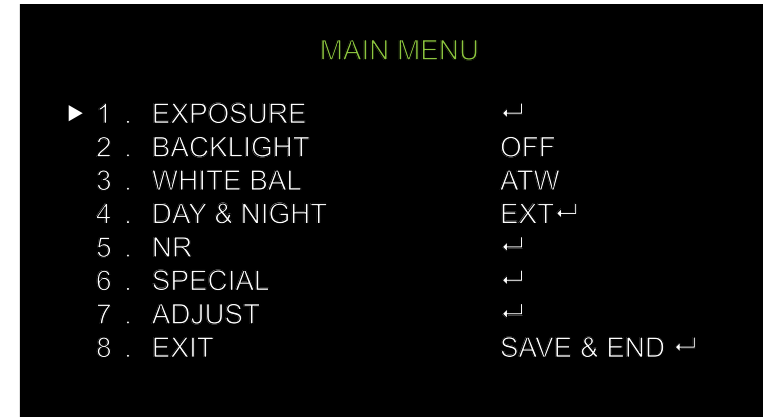 MAIN MENU
▶ 1 . EXPOSURE ↵
2 . BACKLIGHT OFF
3 . WHITE BAL ATW
4 . DAY & NIGHT EXT↵
5 . NR ↵
6 . SPECIAL ↵
7 . ADJUST ↵
8 . EXIT SAVE & END ↵